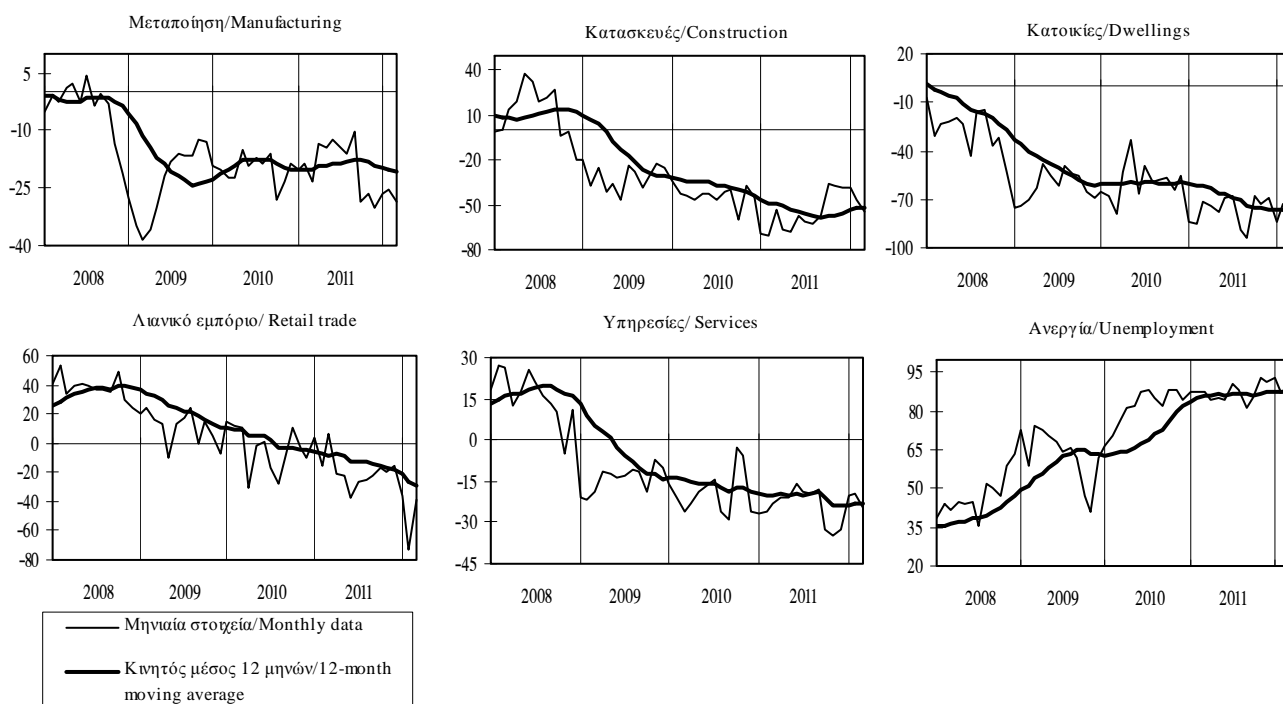 Μεταποίηση/Manufacturing
5
-10
-25
-40
2008 2009 2010 2011
Κατασκευές/Construction
40
10
-20
-50
-80
2008 2009 2010 2011
Κατοικίες/Dwellings
20
-10
-40
-70
-100
2008 2009 2010 2011
Λιανικό εμπόριο/ Retail trade
60
40
20
0
-20
-40
-60
-80
2008 2009 2010 2011
Υπηρεσίες/ Services
30
15
0
-15
-30
-45
2008 2009 2010 2011
Ανεργία/Unemployment
95
80
65
50
35
20
2008 2009 2010 2011
Μηνιαία στοιχεία/Monthly data
Κινητός μέσος 12 μηνών/12-month
moving average